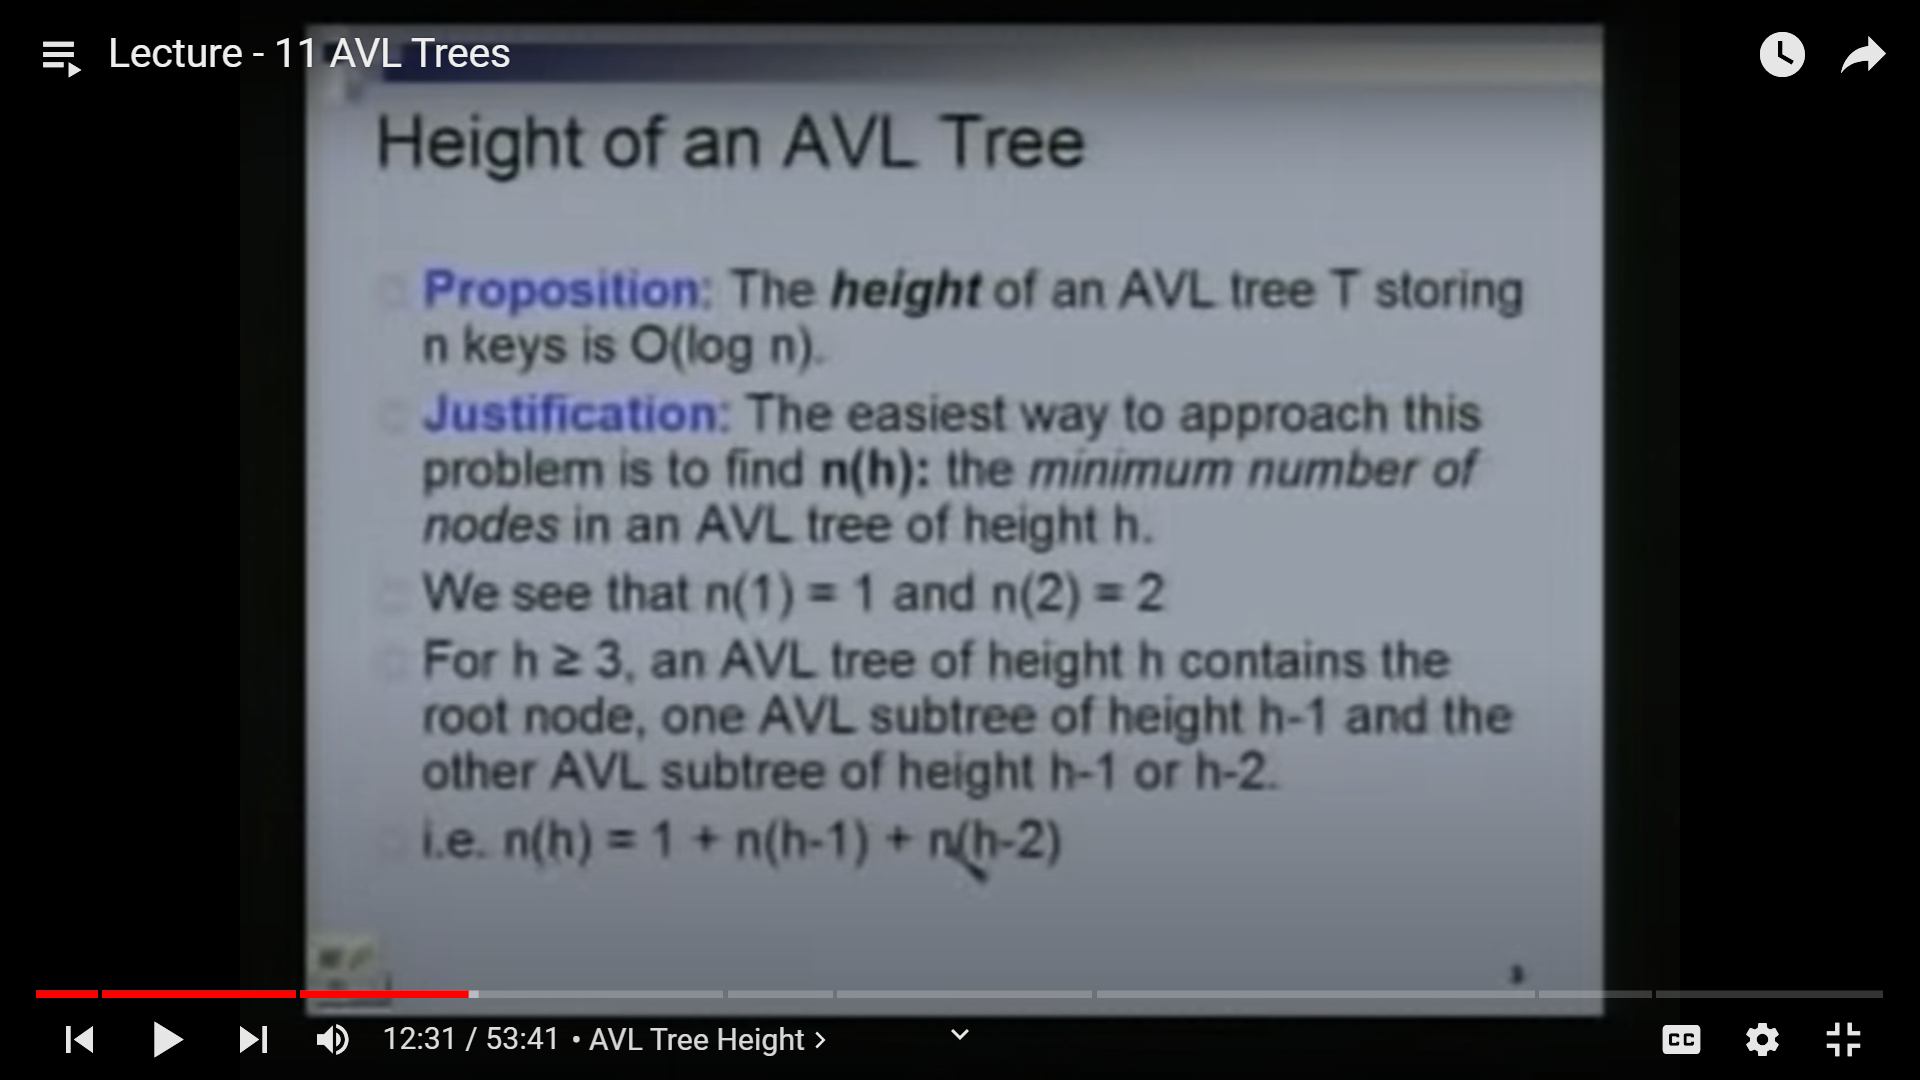 Lecture - 11 AVL Trees
Height of an AVL Tree
Proposition: The height of an AVL tree T storing
n keys is O(log n).
Justification: The easiest way to approach this
problem is to find n(h): the minimum number of
nodes in an AVL tree of height h.
We see that n(1) = 1 and n(2) = 2
For h ≥ 3, an AVL tree of height h contains the
root node, one AVL subtree of height h-1 and the
other AVL subtree of height h-1 or h-2.
i.e. n(h) = 1 + n(h-1) + n(h-2)
12:31 / 53:41 • AVL Tree Height >
CC